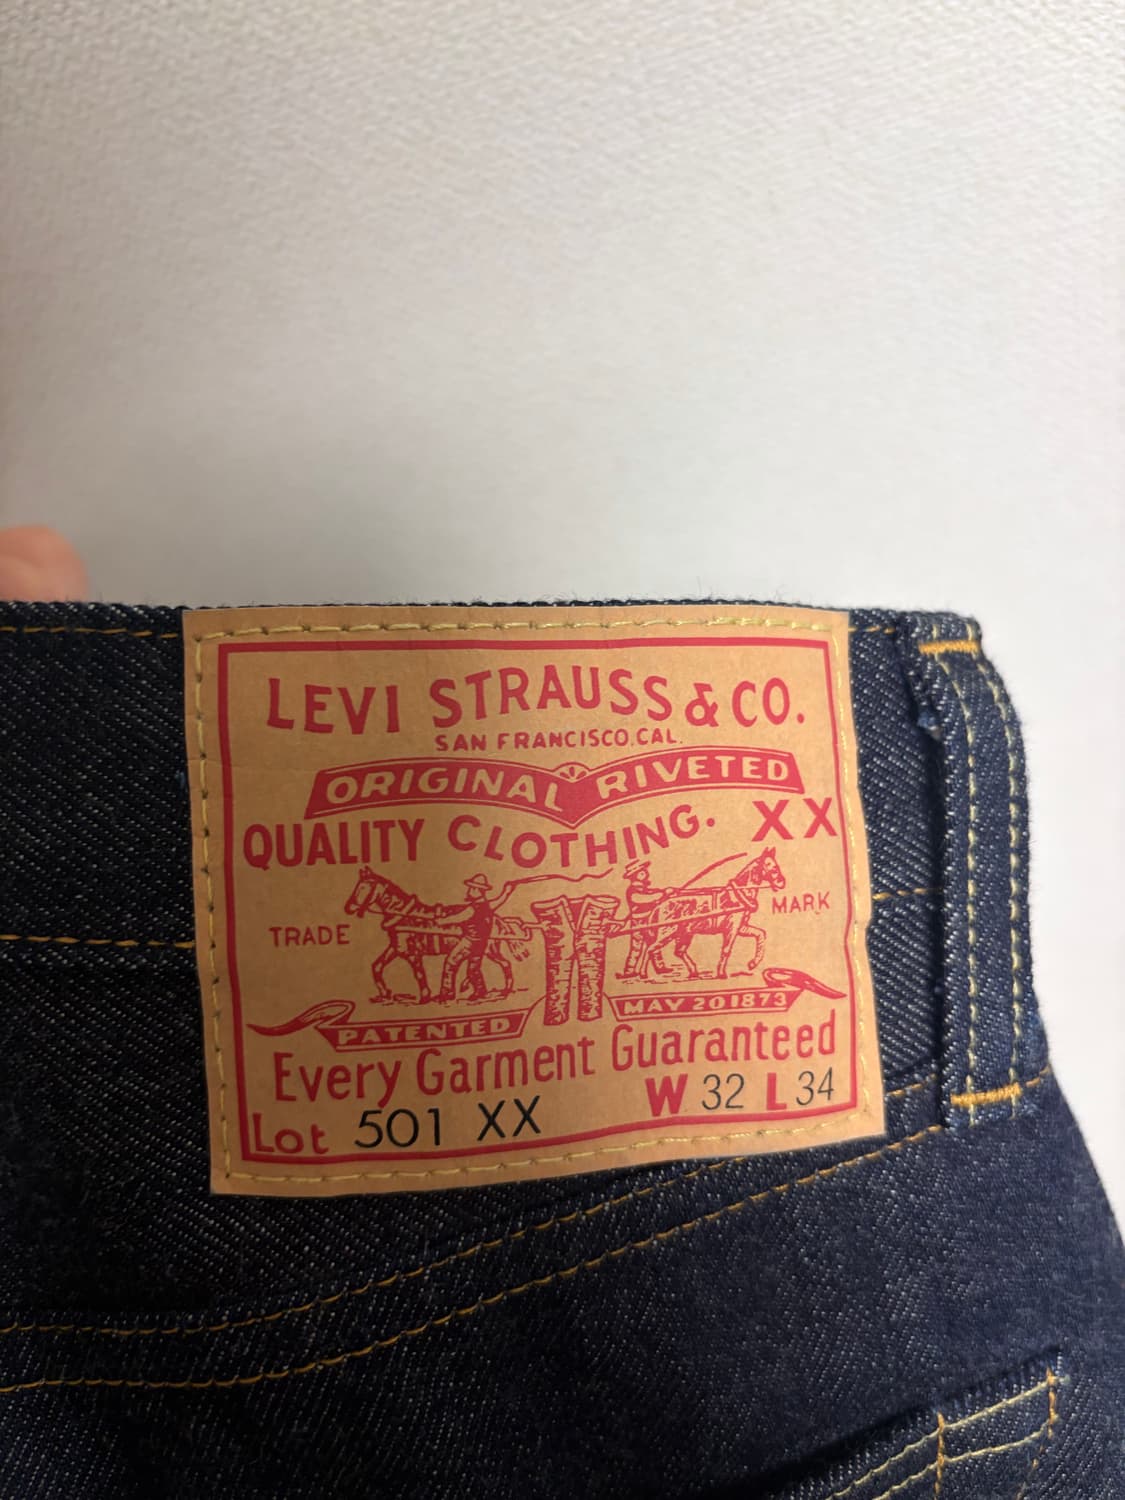 LEVI STRAUSS & CO.
SAN FRANCISCO, CAL.
ORIGINAL RIVETED
QUALITY CLOTHING. XX
TRADE MARK
PATENTED MAY 20 1873
Every Garment Guaranteed
W 32 L 34
Lot 501 XX